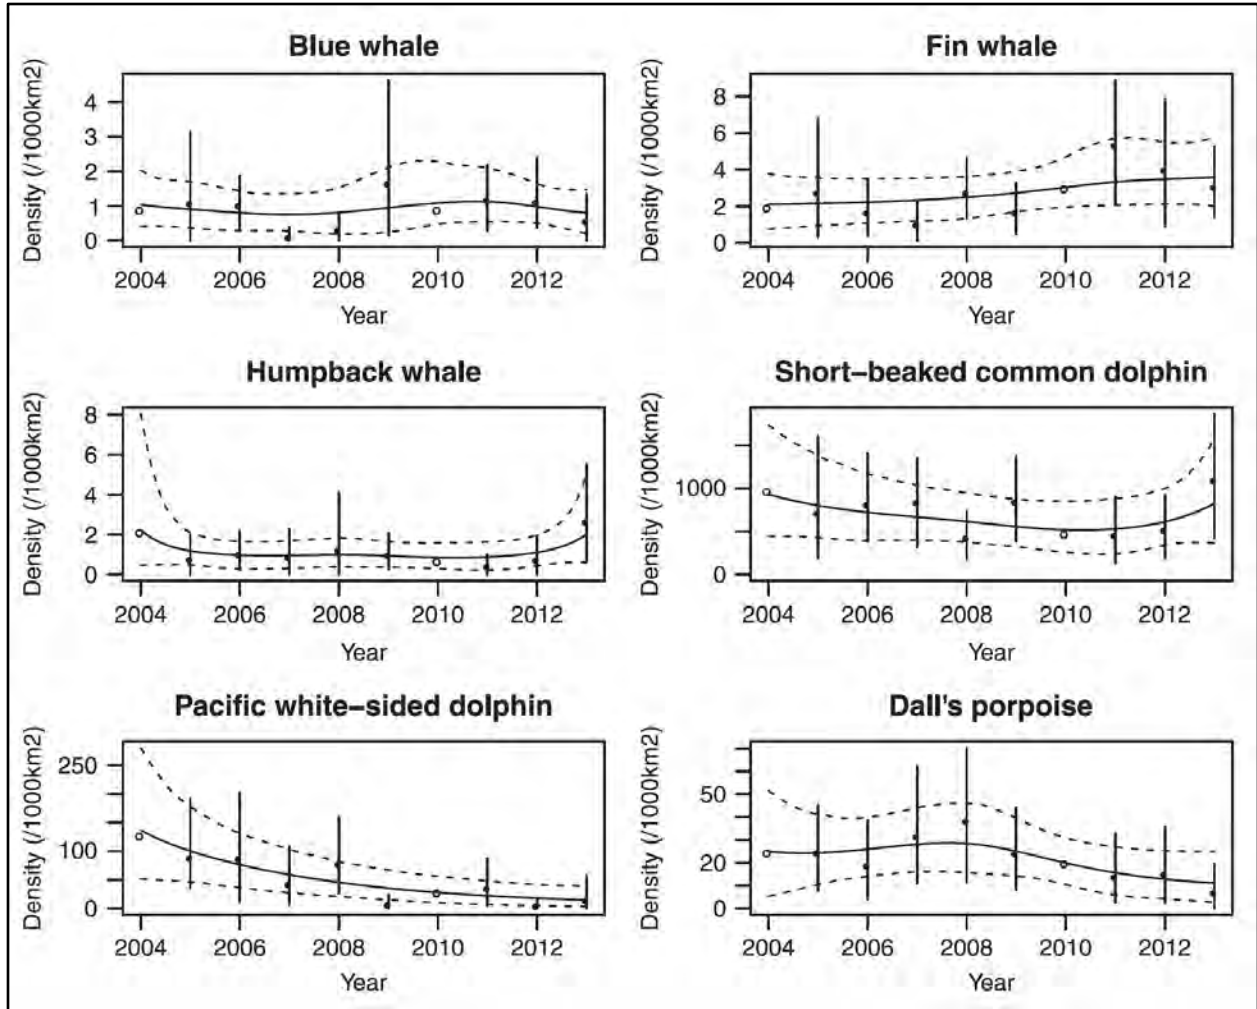 Blue whale
Density (/1000km2)
4
3
2
1
0
2004 2006 2008 2010 2012
Year
Fin whale
Density (/1000km2)
8
6
4
2
0
2004 2006 2008 2010 2012
Year
Humpback whale
Density (/1000km2)
8
6
4
2
0
2004 2006 2008 2010 2012
Year
Short−beaked common dolphin
Density (/1000km2)
1000
0
2004 2006 2008 2010 2012
Year
Pacific white−sided dolphin
Density (/1000km2)
250
100
0
2004 2006 2008 2010 2012
Year
Dall's porpoise
Density (/1000km2)
50
20
0
2004 2006 2008 2010 2012
Year